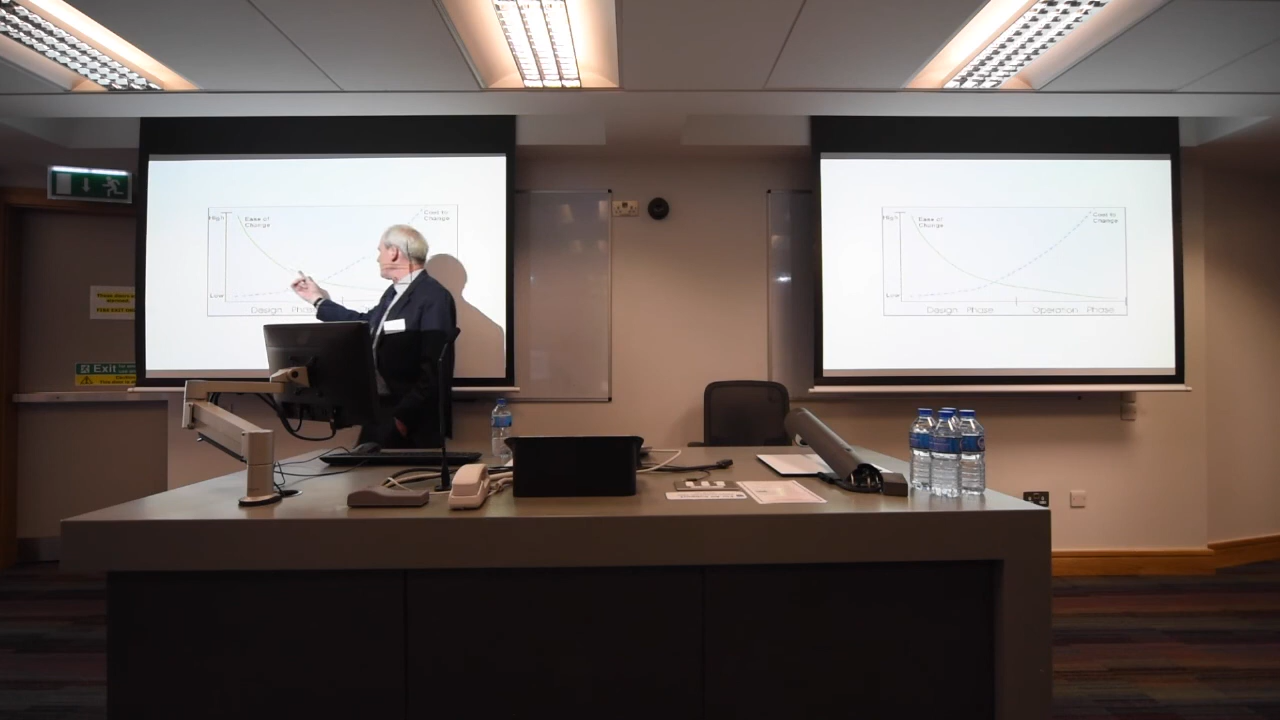 High
Ease of
Change
Cost to
Change
Low
Design Phase
High
Ease of
Change
Cost to
Change
Low
Design Phase
Operation Phase
Exit